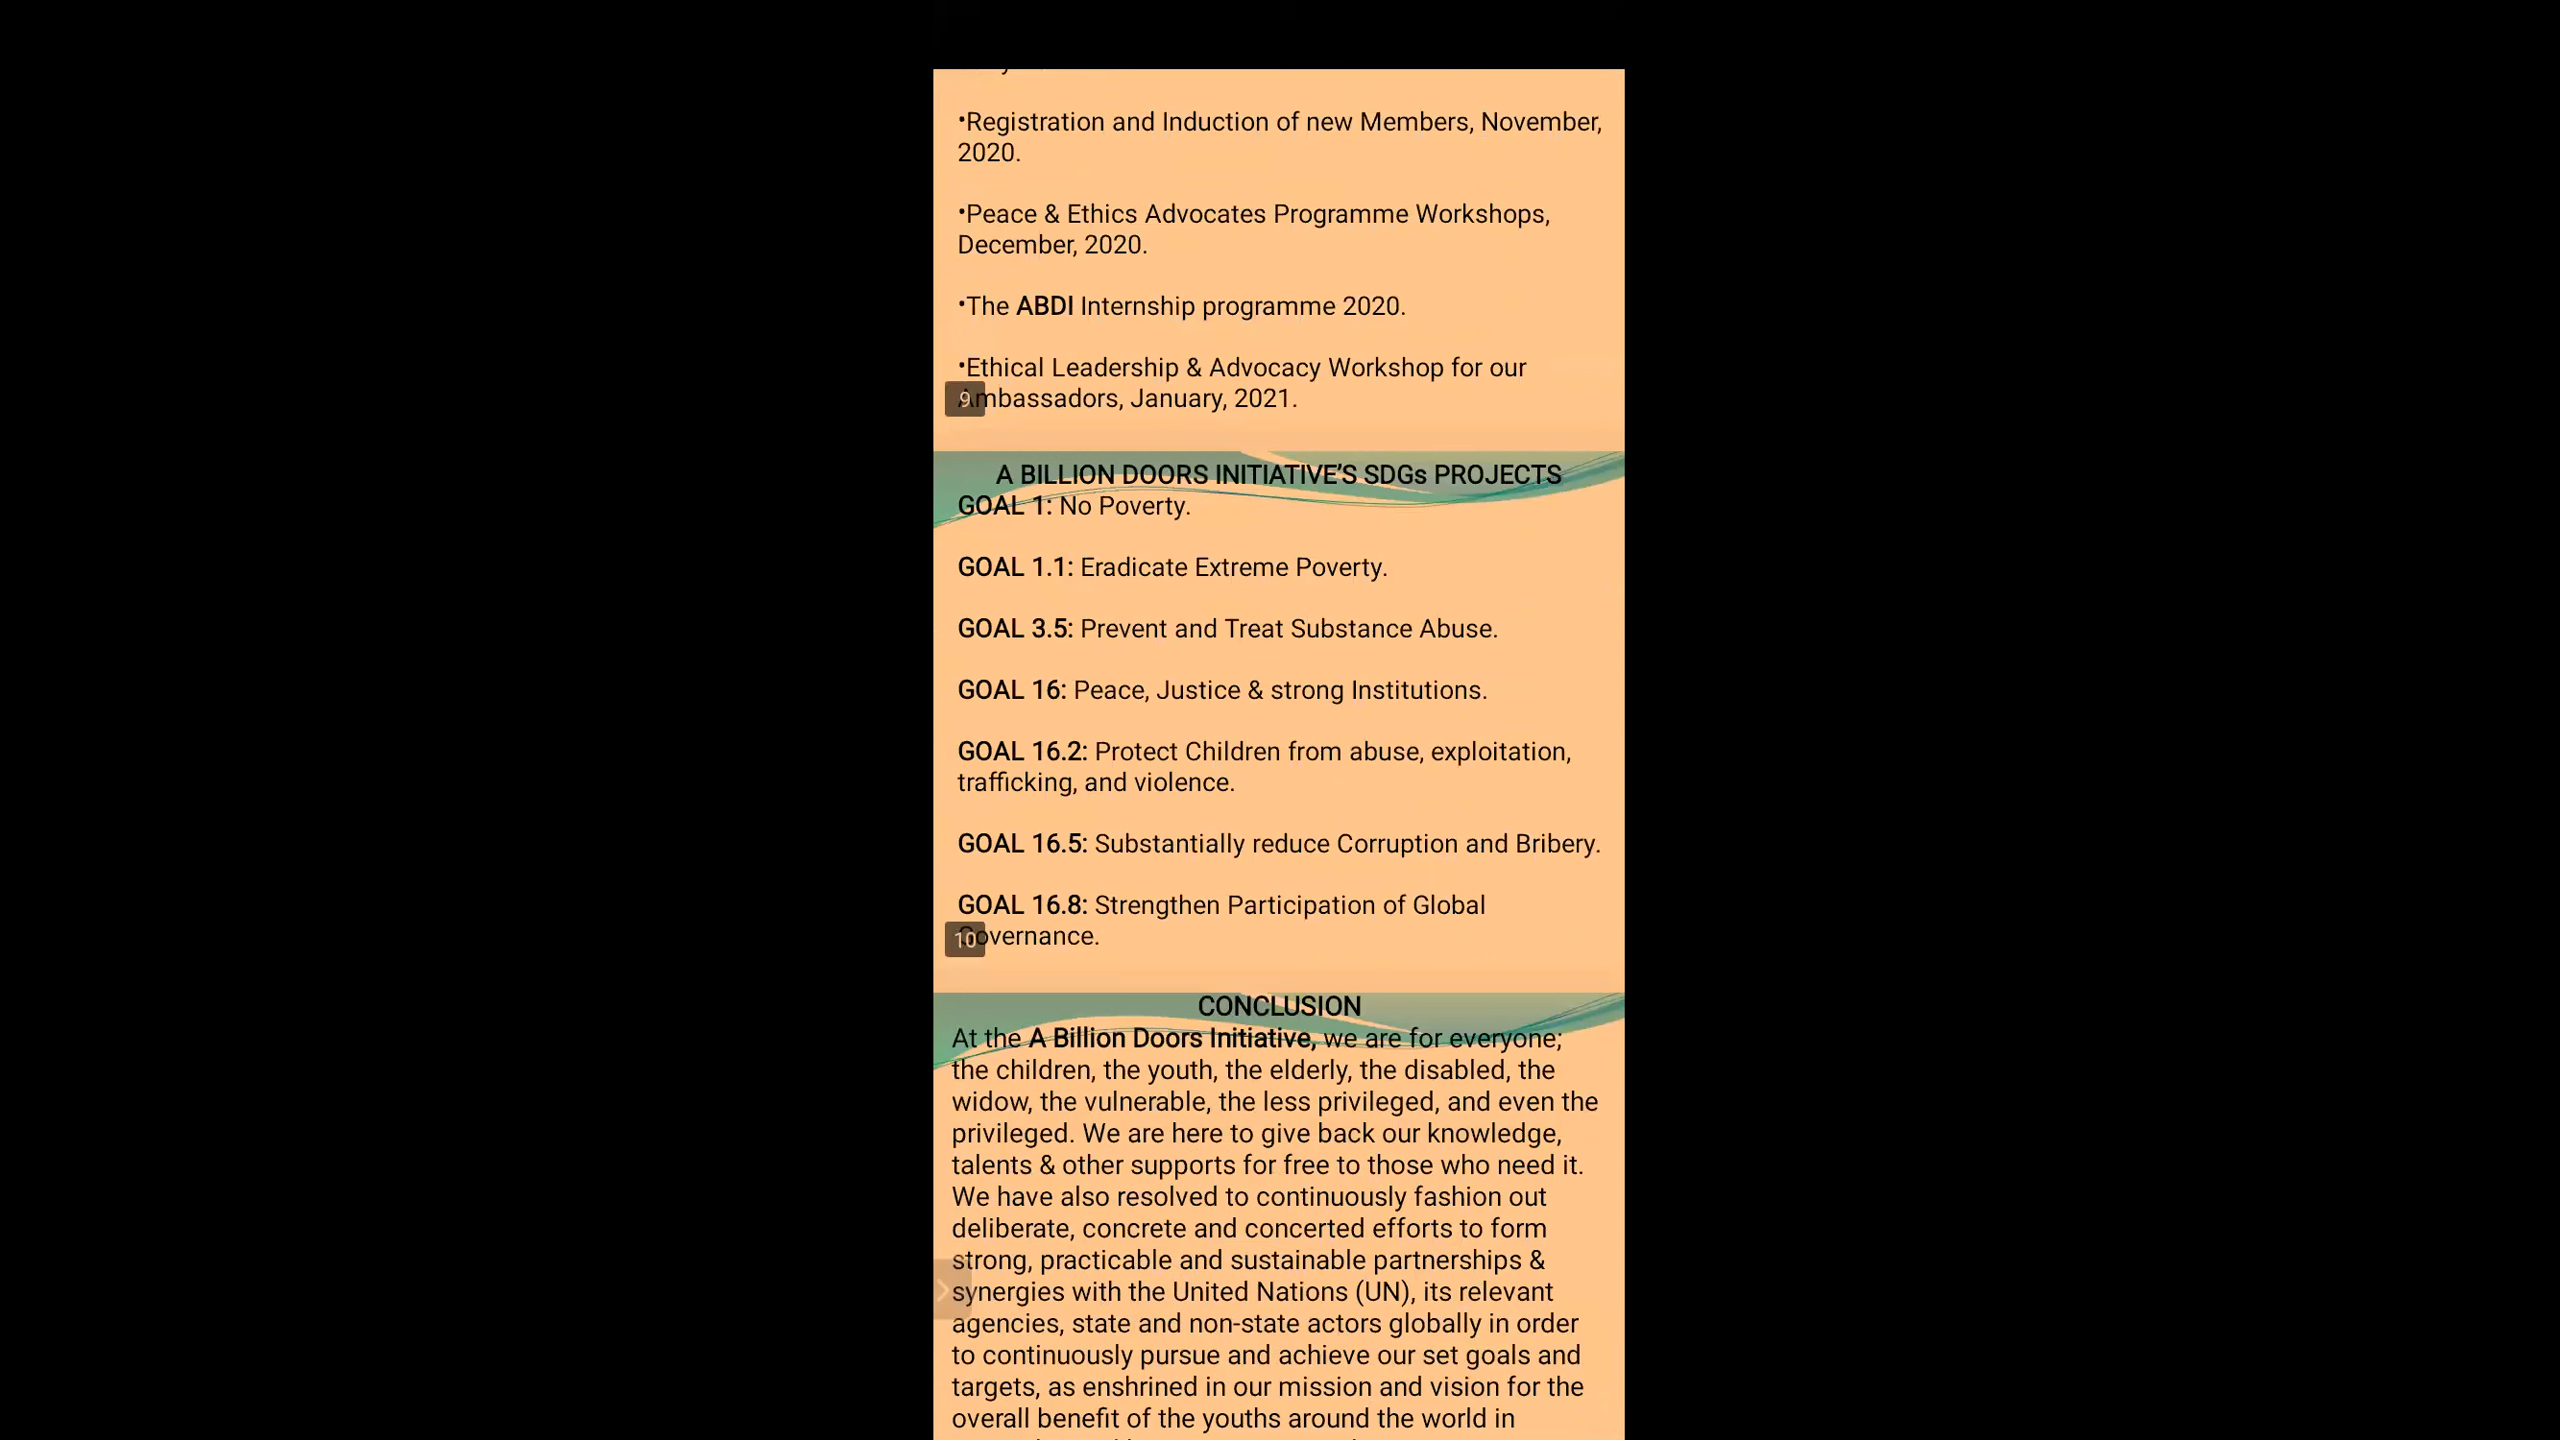 •Registration and Induction of new Members, November,
2020.
•Peace & Ethics Advocates Programme Workshops,
December, 2020.
•The ABDI Internship programme 2020.
•Ethical Leadership & Advocacy Workshop for our
Ambassadors, January, 2021.
9
A BILLION DOORS INITIATIVE’S SDGs PROJECTS
GOAL 1: No Poverty.
GOAL 1.1: Eradicate Extreme Poverty.
GOAL 3.5: Prevent and Treat Substance Abuse.
GOAL 16: Peace, Justice & strong Institutions.
GOAL 16.2: Protect Children from abuse, exploitation,
trafficking, and violence.
GOAL 16.5: Substantially reduce Corruption and Bribery.
GOAL 16.8: Strengthen Participation of Global
Governance.
10
CONCLUSION
At the A Billion Doors Initiative, we are for everyone;
the children, the youth, the elderly, the disabled, the
widow, the vulnerable, the less privileged, and even the
privileged. We are here to give back our knowledge,
talents & other supports for free to those who need it.
We have also resolved to continuously fashion out
deliberate, concrete and concerted efforts to form
strong, practicable and sustainable partnerships &
synergies with the United Nations (UN), its relevant
agencies, state and non-state actors globally in order
to continuously pursue and achieve our set goals and
targets, as enshrined in our mission and vision for the
overall benefit of the youths around the world in